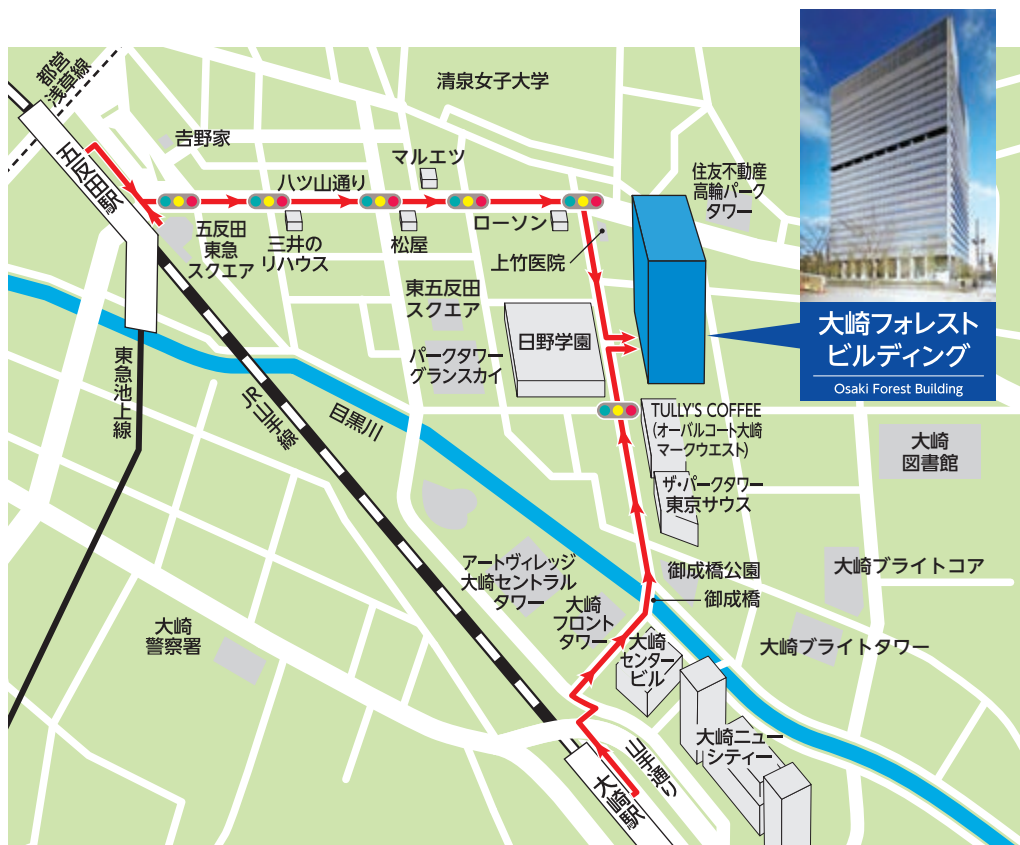 都営
浅草線
清泉女子大学
吉野家
マルエツ
五反田駅
八ツ山通り
住友不動産
高輪パーク
タワー
五反田
東急
スクエア
三井の
リハウス
松屋
ローソン
上竹医院
東五反田
スクエア
日野学園
大崎フォレスト
ビルディング
Osaki Forest Building
パークタワー
グランスカイ
東急池上線
JR山手線
目黒川
TULLY'S COFFEE
(オーバルコート大崎
マークウエスト)
大崎
図書館
ザ・パークタワー
東京サウス
アートヴィレッジ
大崎セントラル
タワー
御成橋公園
御成橋
大崎ブライトコア
大崎
フロント
タワー
大崎
警察署
大崎
センター
ビル
大崎ブライトタワー
大崎ニュー
シティー
山手通り
大崎駅